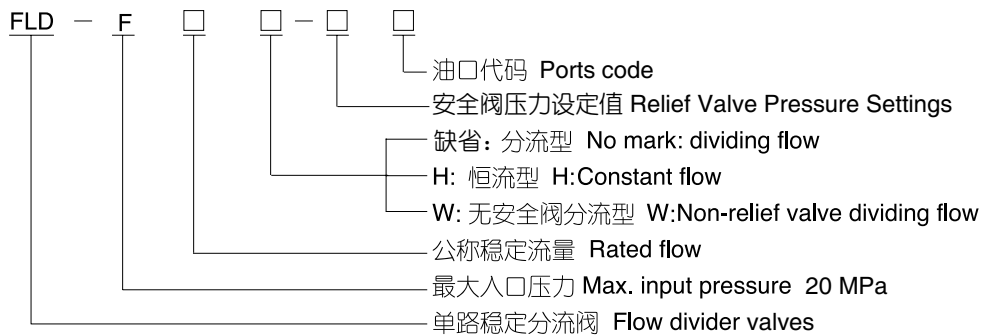 FLD - F □ □ - □ □
油口代码 Ports code
安全阀压力设定值 Relief Valve Pressure Settings
缺省: 分流型 No mark: dividing flow
H: 恒流型 H:Constant flow
W: 无安全阀分流型 W:Non-relief valve dividing flow
公称稳定流量 Rated flow
最大入口压力 Max. input pressure 20 MPa
单路稳定分流阀 Flow divider valves